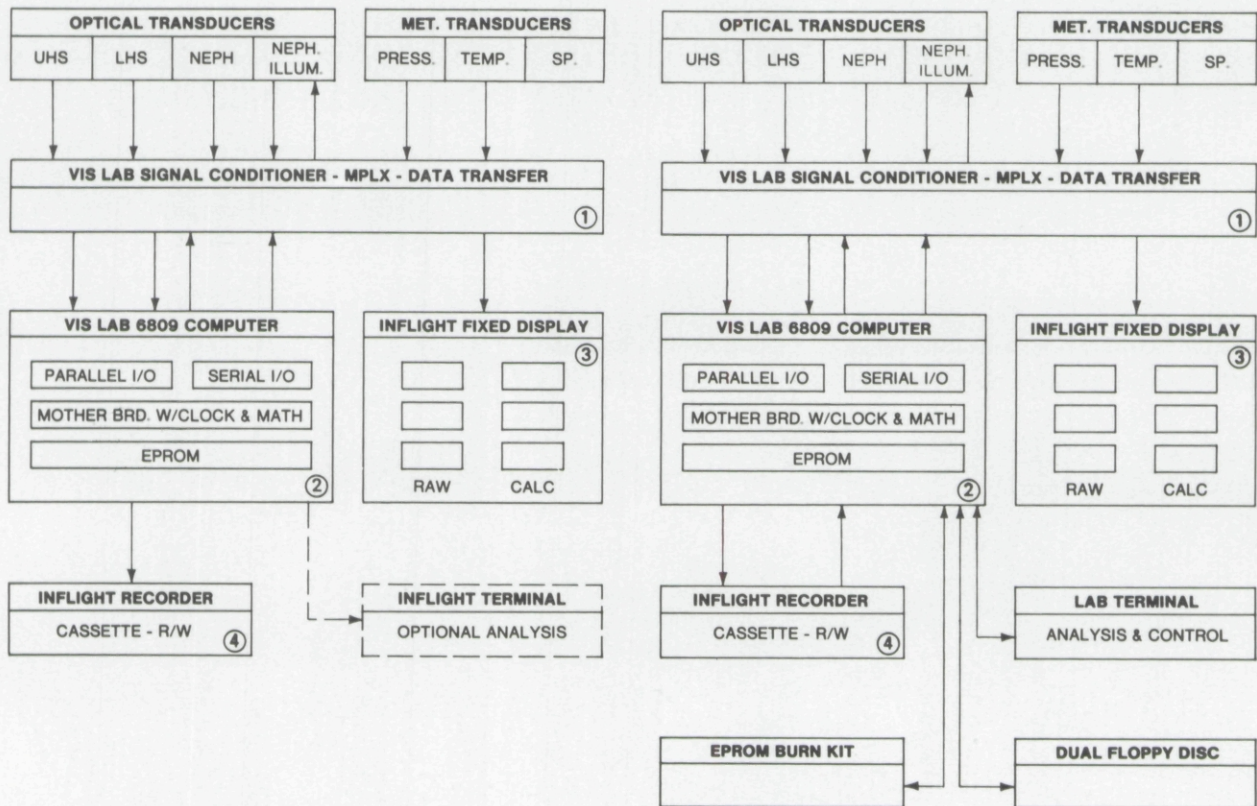 OPTICAL TRANSDUCERS
UHS
LHS
NEPH
NEPH.
ILLUM.
MET. TRANSDUCERS
PRESS.
TEMP.
SP.
VIS LAB SIGNAL CONDITIONER - MPLX - DATA TRANSFER
1
VIS LAB 6809 COMPUTER
PARALLEL I/O
SERIAL I/O
MOTHER BRD. W/CLOCK & MATH
EPROM
2
INFLIGHT FIXED DISPLAY
3
RAW
CALC
INFLIGHT RECORDER
CASSETTE - R/W
4
INFLIGHT TERMINAL
OPTIONAL ANALYSIS
OPTICAL TRANSDUCERS
UHS
LHS
NEPH
NEPH.
ILLUM.
MET. TRANSDUCERS
PRESS.
TEMP.
SP.
VIS LAB SIGNAL CONDITIONER - MPLX - DATA TRANSFER
1
VIS LAB 6809 COMPUTER
PARALLEL I/O
SERIAL I/O
MOTHER BRD. W/CLOCK & MATH
EPROM
2
INFLIGHT FIXED DISPLAY
3
RAW
CALC
INFLIGHT RECORDER
CASSETTE - R/W
4
LAB TERMINAL
ANALYSIS & CONTROL
EPROM BURN KIT
DUAL FLOPPY DISC